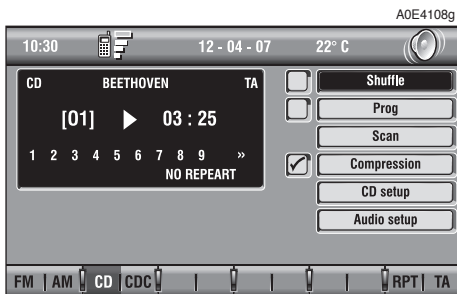 A0E4108g
10:30 12 - 04 - 07 22° C
CD BEETHOVEN TA
[01] 03 : 25
1 2 3 4 5 6 7 8 9 »
NO REPEART
Shuffle
Prog
Scan
Compression
CD setup
Audio setup
FM AM CD CDC RPT TA